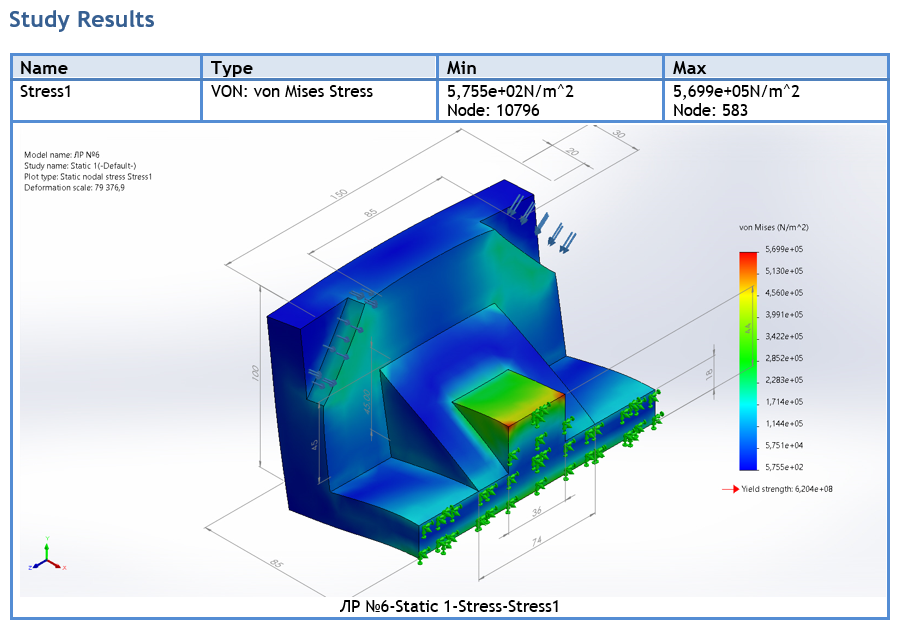 Study Results
Name Type Min Max
Stress1 VON: von Mises Stress 5,755e+02N/m^2 5,699e+05N/m^2
Node: 10796 Node: 583
Model name: ЛР №6
Study name: Static 1(-Default-)
Plot type: Static nodal stress Stress1
Deformation scale: 79 376,9
30
20
150
85
von Mises (N/m^2)
5,699e+05
5,130e+05
4,560e+05
3,991e+05
3,422e+05
2,852e+05
2,283e+05
1,714e+05
1,144e+05
5,751e+04
5,755e+02
Yield strength: 6,204e+08
44
18
100
45
36
74
85
Y
Z
X
ЛР №6-Static 1-Stress-Stress1